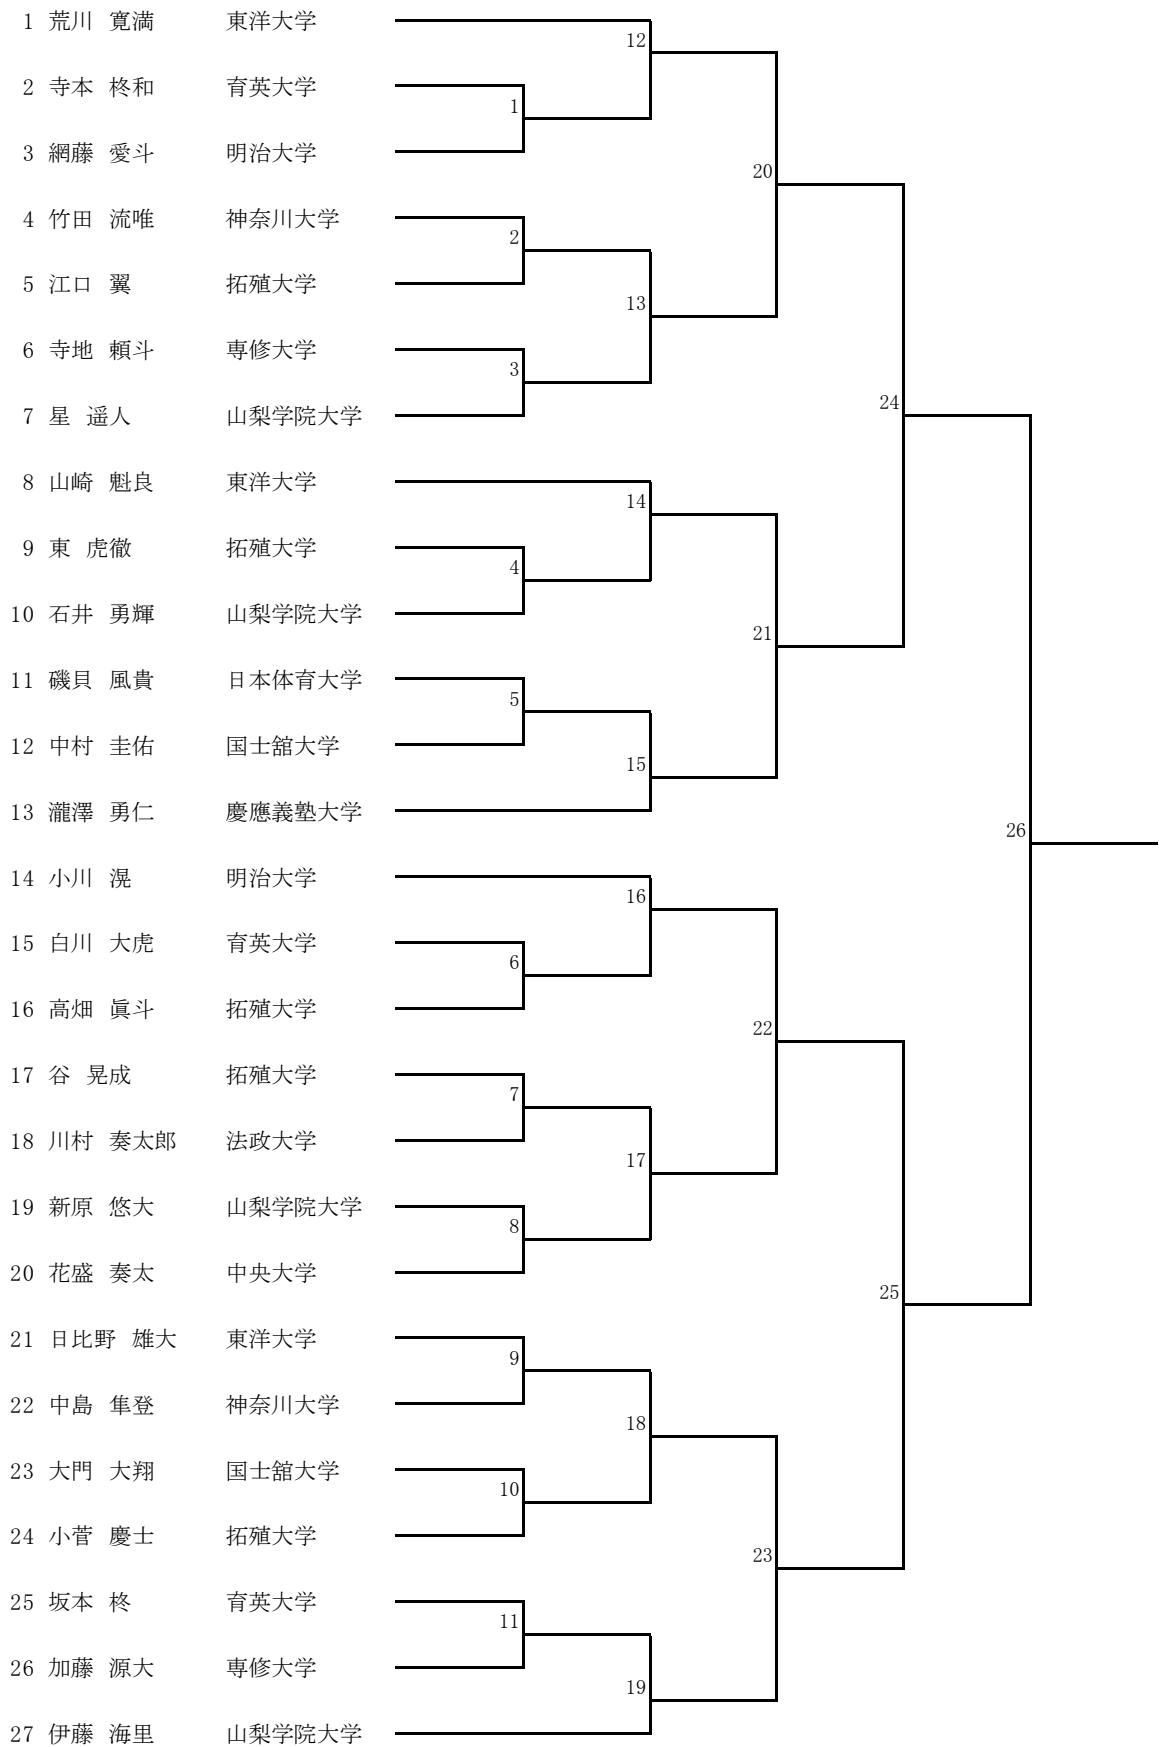 1 荒川 寛満 東洋大学
12
2 寺本 柊和 育英大学
1
3 網藤 愛斗 明治大学
20
4 竹田 流唯 神奈川大学
2
5 江口 翼 拓殖大学
13
6 寺地 頼斗 専修大学
3
24
7 星 遥人 山梨学院大学
8 山崎 魁良 東洋大学
14
9 東 虎徹 拓殖大学
4
10 石井 勇輝 山梨学院大学
21
11 磯貝 風貴 日本体育大学
5
12 中村 圭佑 国士舘大学
15
13 瀧澤 勇仁 慶應義塾大学
26
14 小川 滉 明治大学
16
15 白川 大虎 育英大学
6
16 高畑 眞斗 拓殖大学
22
17 谷 晃成 拓殖大学
7
18 川村 奏太郎 法政大学
17
19 新原 悠大 山梨学院大学
8
20 花盛 奏太 中央大学
25
21 日比野 雄大 東洋大学
9
22 中島 隼登 神奈川大学
18
23 大門 大翔 国士舘大学
10
24 小菅 慶士 拓殖大学
23
25 坂本 柊 育英大学
11
26 加藤 源大 専修大学
19
27 伊藤 海里 山梨学院大学